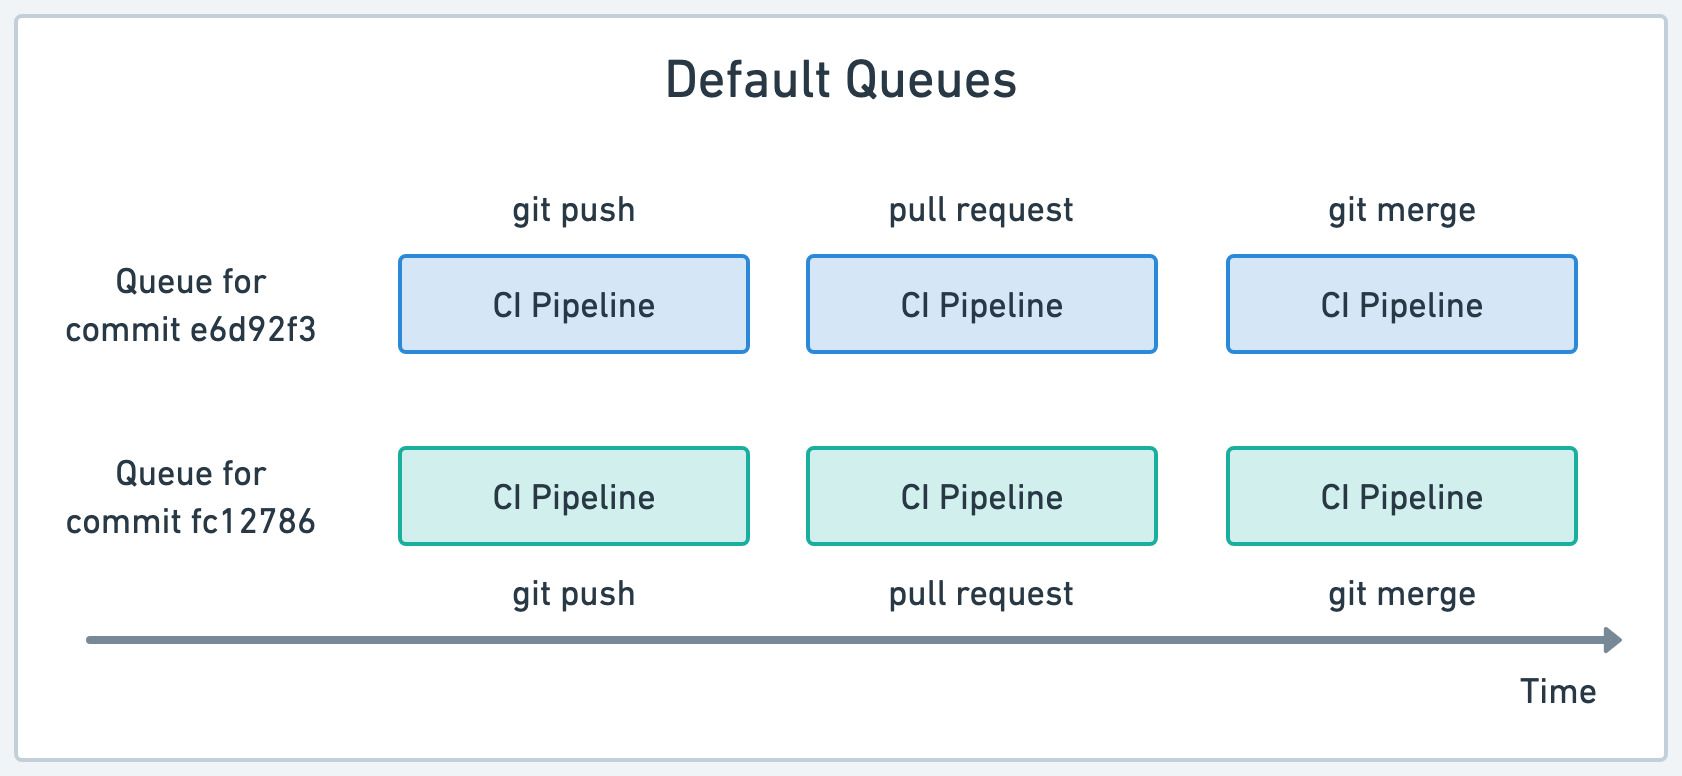 Default Queues
git push
pull request
git merge
Queue for
commit e6d92f3
CI Pipeline
CI Pipeline
CI Pipeline
Queue for
commit fc12786
CI Pipeline
CI Pipeline
CI Pipeline
git push
pull request
git merge
Time